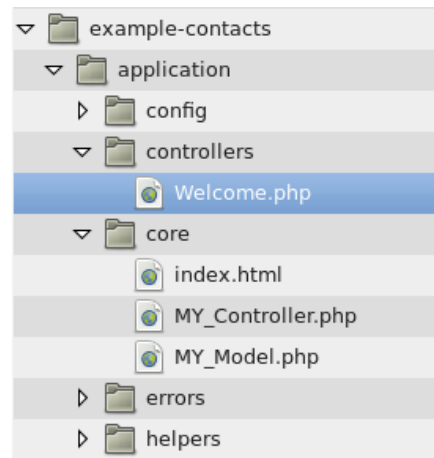 example-contacts
application
config
controllers
Welcome.php
core
index.html
MY_Controller.php
MY_Model.php
errors
helpers